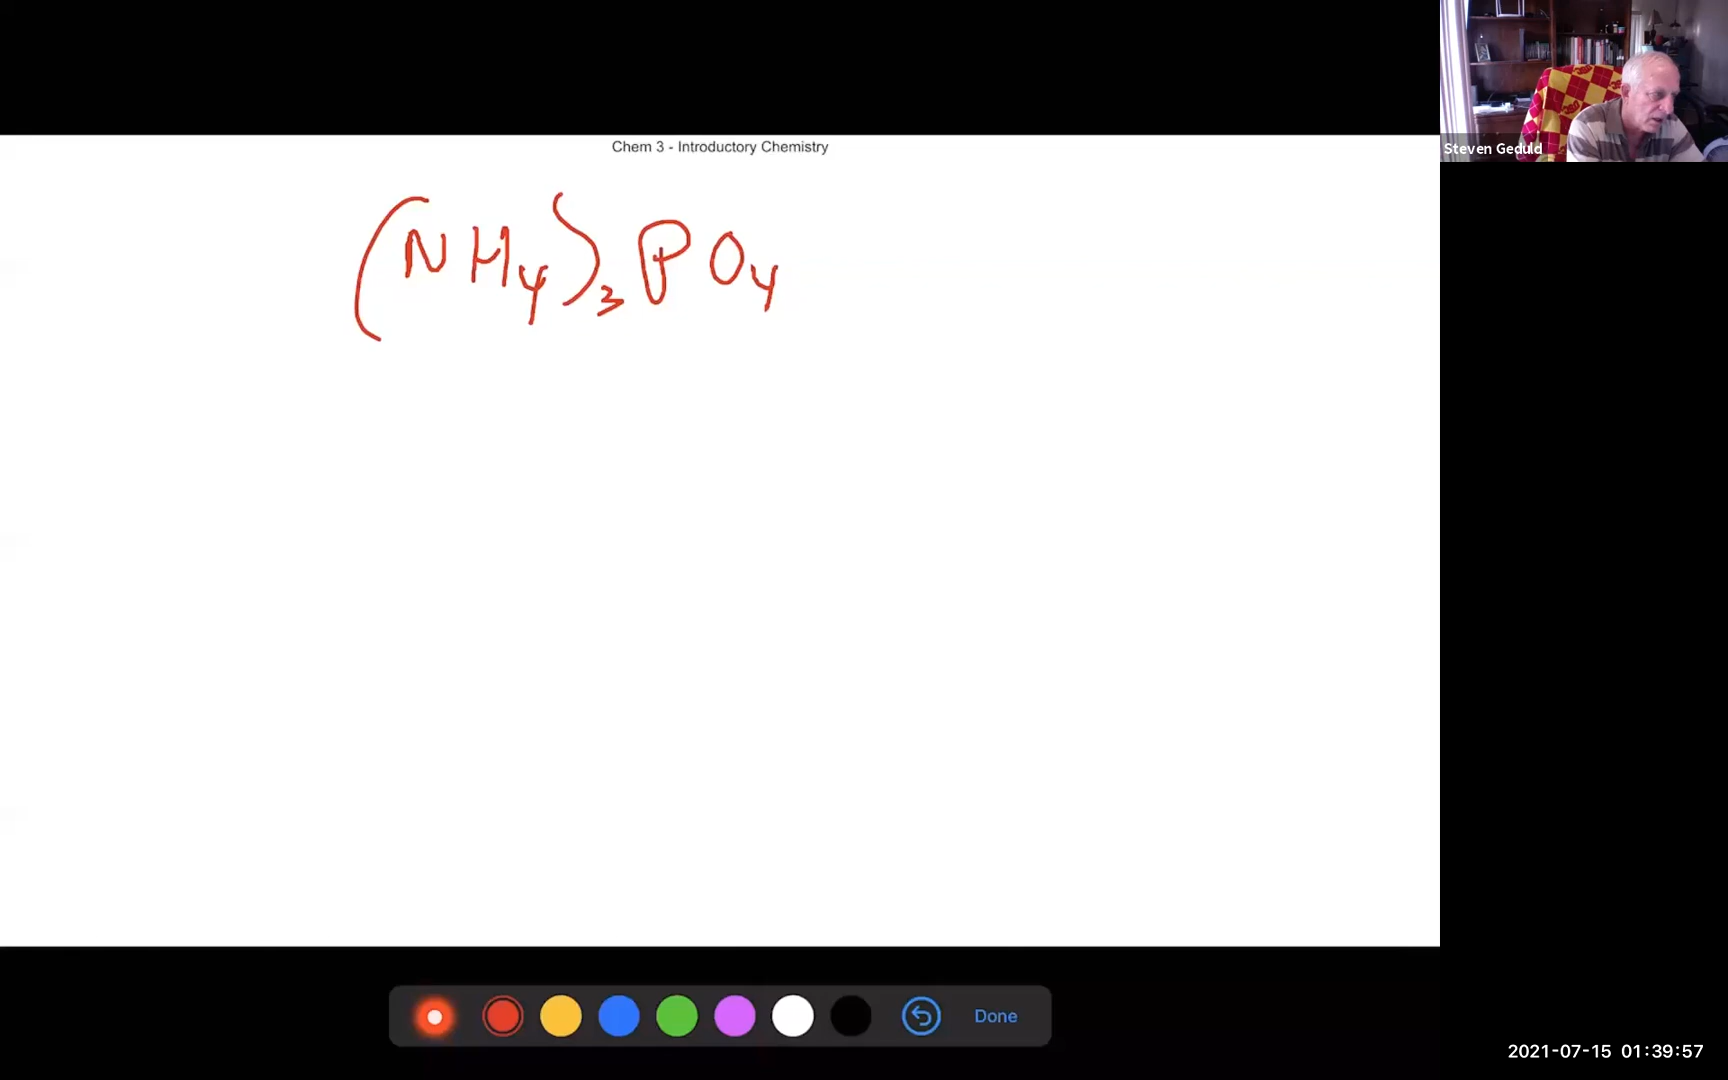 Chem 3 - Introductory Chemistry
(NH4)3PO4
Steven Geduld
Done
2021-07-15 01:39:57